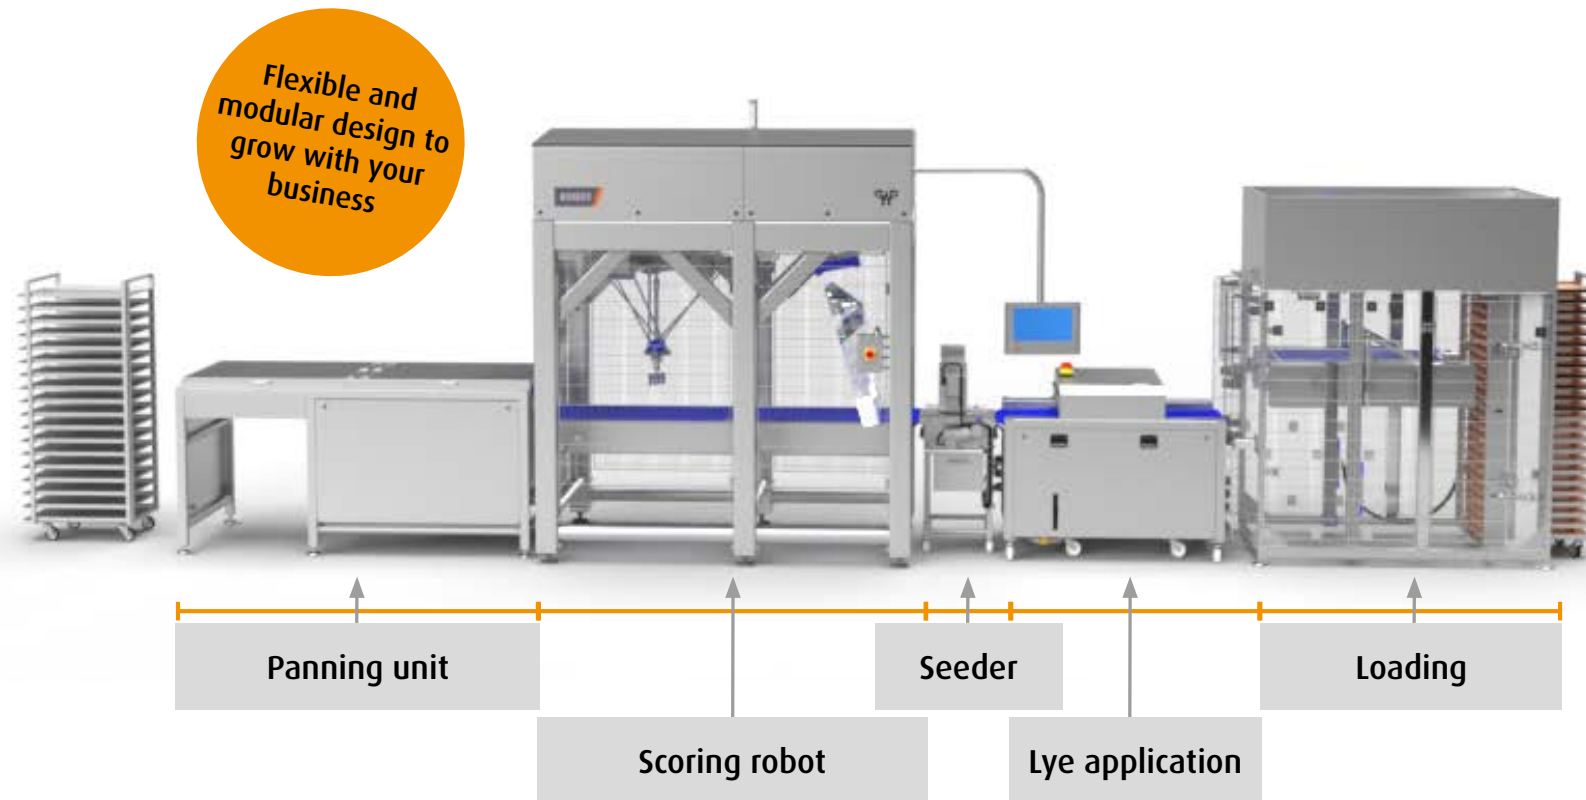 Flexible and
modular design to
grow with your
business
Panning unit
Scoring robot
Seeder
Lye application
Loading